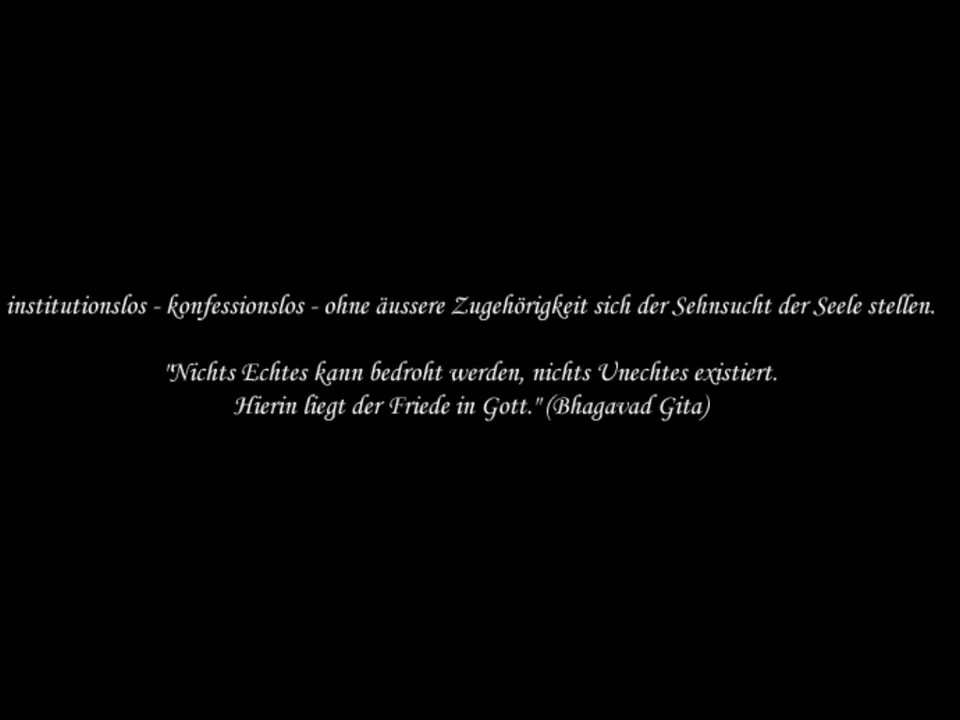 institutionslos - konfessionslos - ohne äussere Zugehörigkeit sich der Sehnsucht der Seele stellen.
"Nichts Echtes kann bedroht werden, nichts Unechtes existiert.
Hierin liegt der Friede in Gott." (Bhagavad Gita)